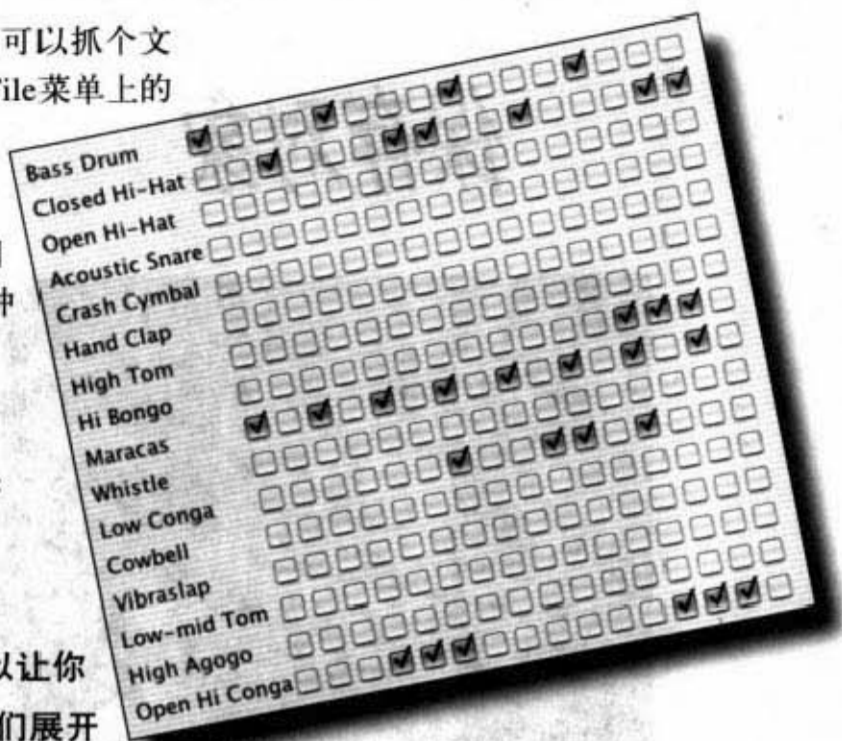 可以抓个文
ile菜单上的
Bass Drum
Closed Hi-Hat
Open Hi-Hat
Acoustic Snare
Crash Cymbal
Hand Clap
High Tom
Hi Bongo
Maracas
Whistle
Low Conga
Cowbell
Vibraslap
Low-mid Tom
High Agogo
Open Hi Conga
以让你
们展开